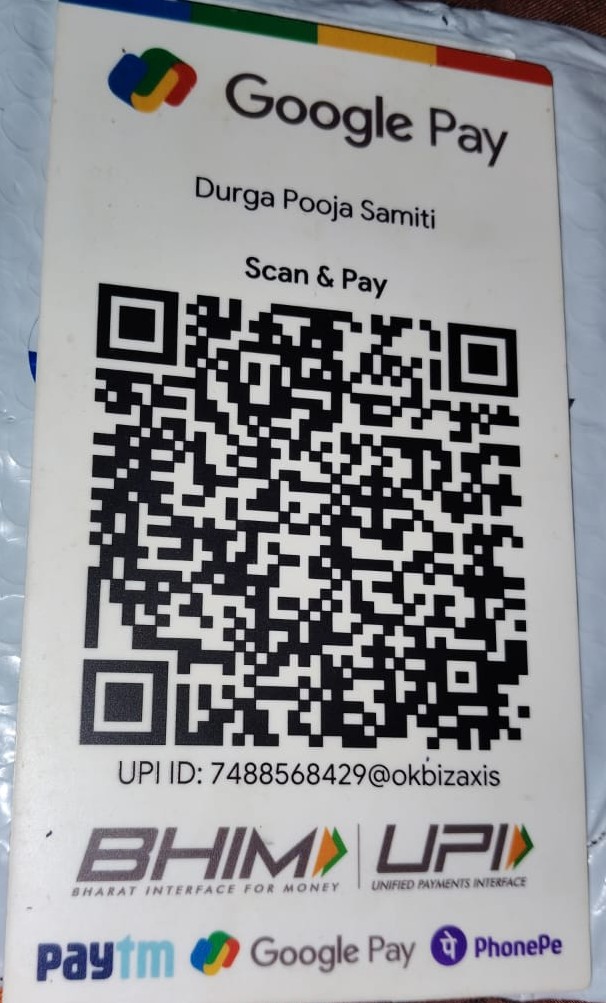 Google Pay
Durga Pooja Samiti
Scan & Pay
UPI ID: 7488568429@okbizaxis
BHIM UPI
BHARAT INTERFACE FOR MONEY UNIFIED PAYMENTS INTERFACE
paytm Google Pay पे PhonePe